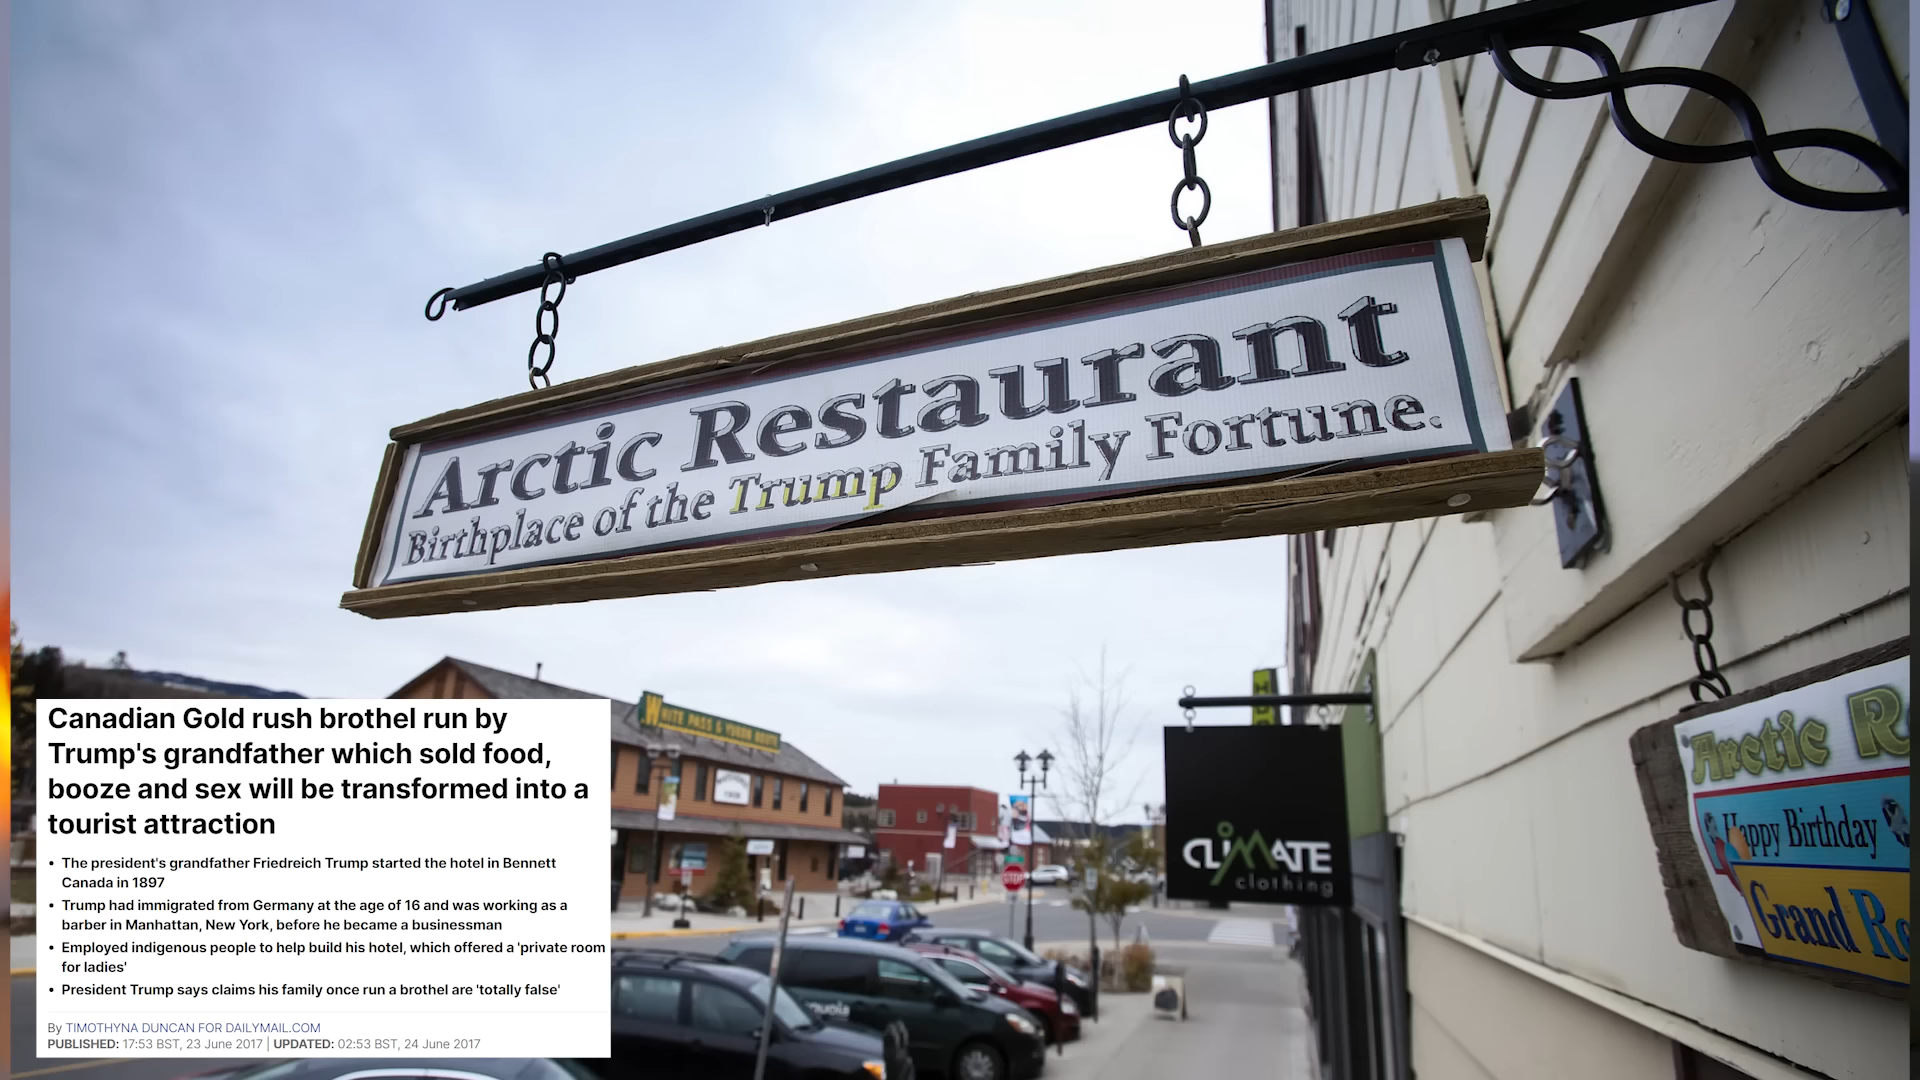 Arctic Restaurant
Birthplace of the Trump Family Fortune.
WHITE PASS & YUKON ROUTE
STOP
CLIMATE
clothing
Arctic R
Happy Birthday
Grand Re
Canadian Gold rush brothel run by
Trump's grandfather which sold food,
booze and sex will be transformed into a
tourist attraction
• The president's grandfather Friedreich Trump started the hotel in Bennett
Canada in 1897
• Trump had immigrated from Germany at the age of 16 and was working as a
barber in Manhattan, New York, before he became a businessman
• Employed indigenous people to help build his hotel, which offered a 'private room
for ladies'
• President Trump says claims his family once run a brothel are 'totally false'
By TIMOTHYNA DUNCAN FOR DAILYMAIL.COM
PUBLISHED: 17:53 BST, 23 June 2017 | UPDATED: 02:53 BST, 24 June 2017